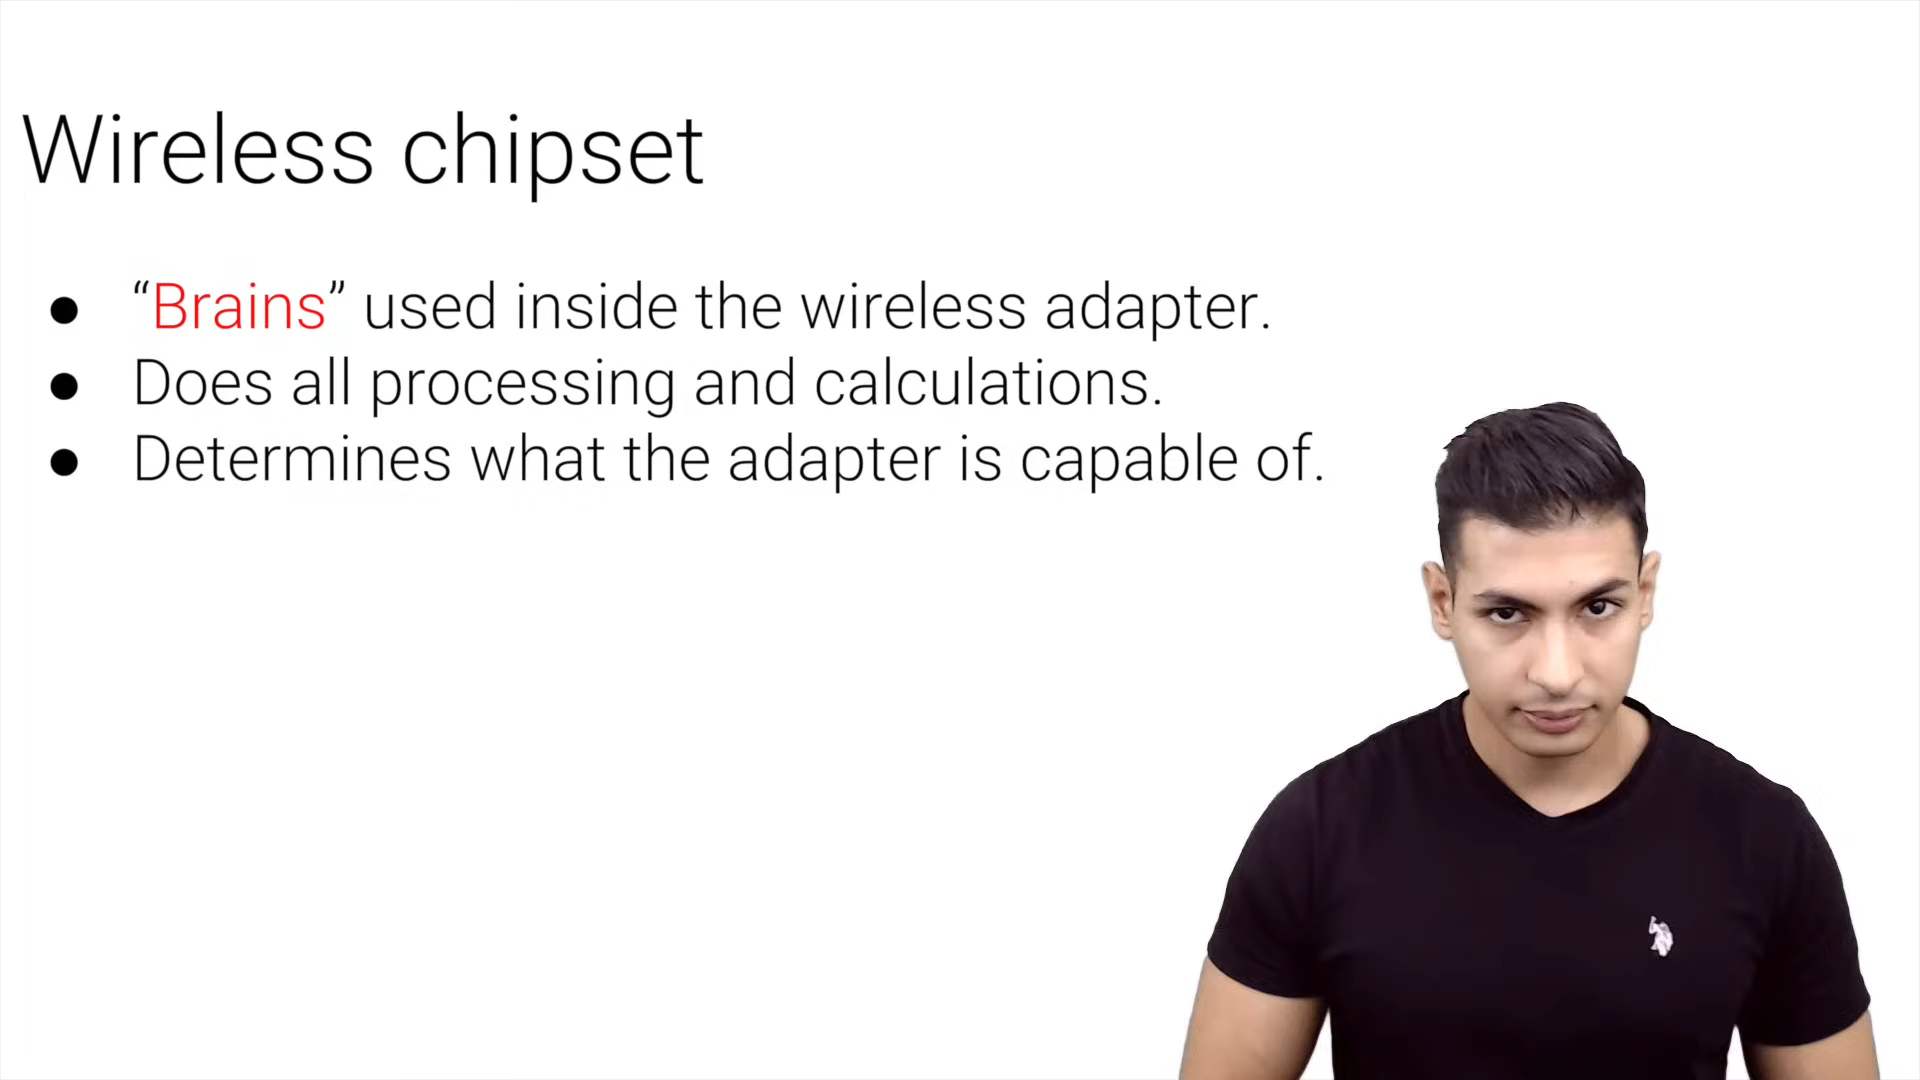 Wireless chipset
● “Brains” used inside the wireless adapter.
● Does all processing and calculations.
● Determines what the adapter is capable of.